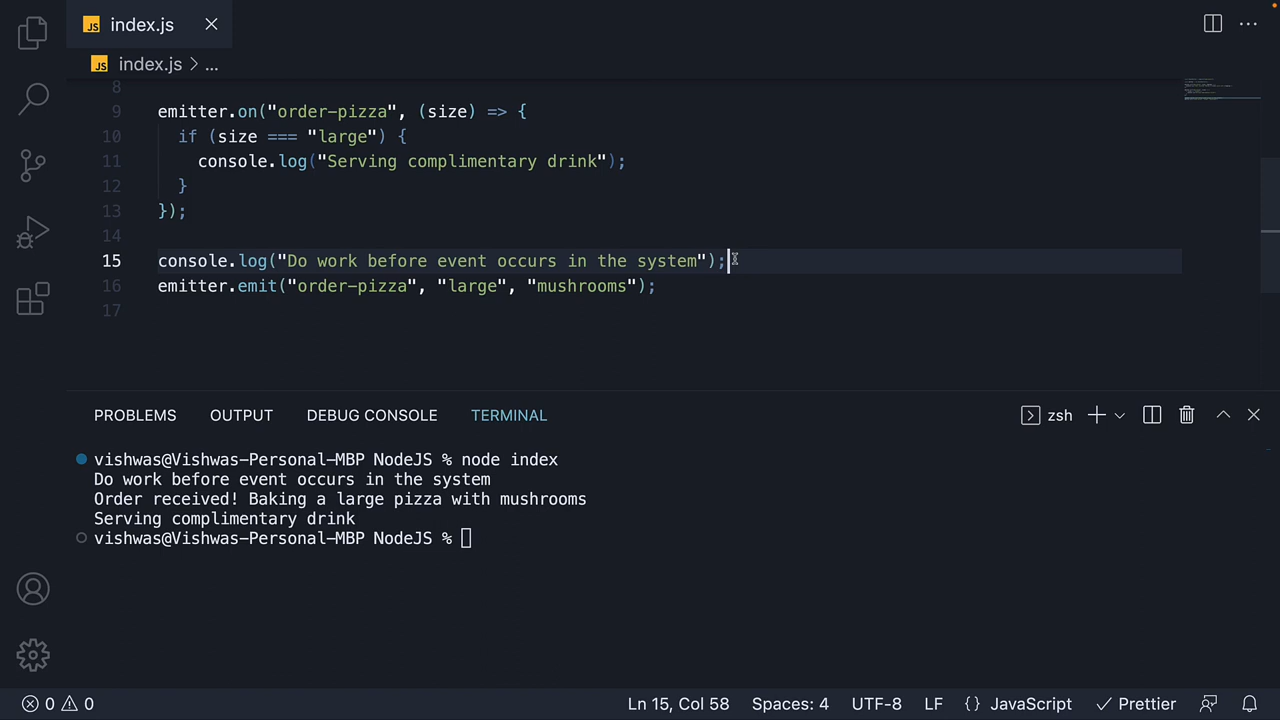 JS index.js
JS index.js > ...
8
9 emitter.on("order-pizza", (size) => {
10 if (size === "large") {
11 console.log("Serving complimentary drink");
12 }
13 });
14
15 console.log("Do work before event occurs in the system");
16 emitter.emit("order-pizza", "large", "mushrooms");
17
PROBLEMS OUTPUT DEBUG CONSOLE TERMINAL zsh
vishwas@Vishwas-Personal-MBP NodeJS % node index
Do work before event occurs in the system
Order received! Baking a large pizza with mushrooms
Serving complimentary drink
vishwas@Vishwas-Personal-MBP NodeJS %
0 0 Ln 15, Col 58 Spaces: 4 UTF-8 LF {} JavaScript Prettier